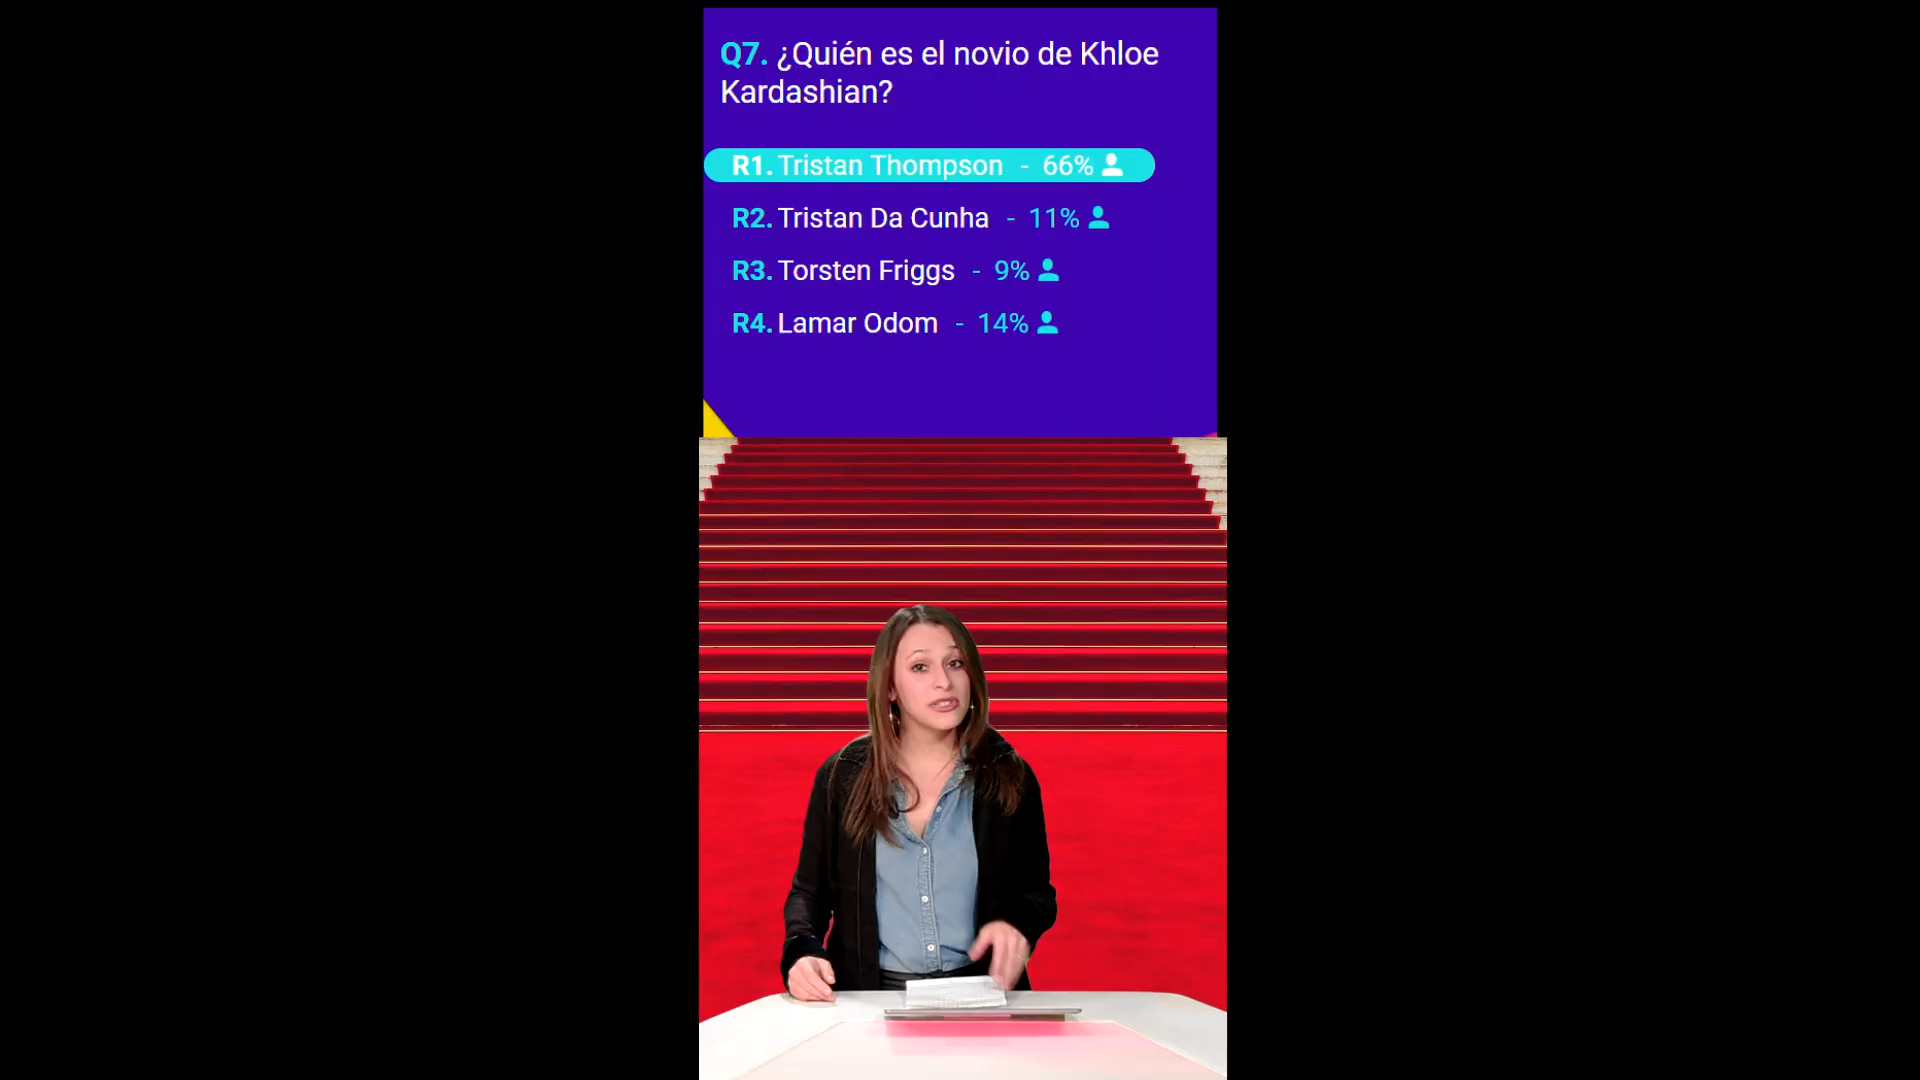 Q7. ¿Quién es el novio de Khloe
Kardashian?
R1. Tristan Thompson - 66%
R2. Tristan Da Cunha - 11%
R3. Torsten Friggs - 9%
R4. Lamar Odom - 14%